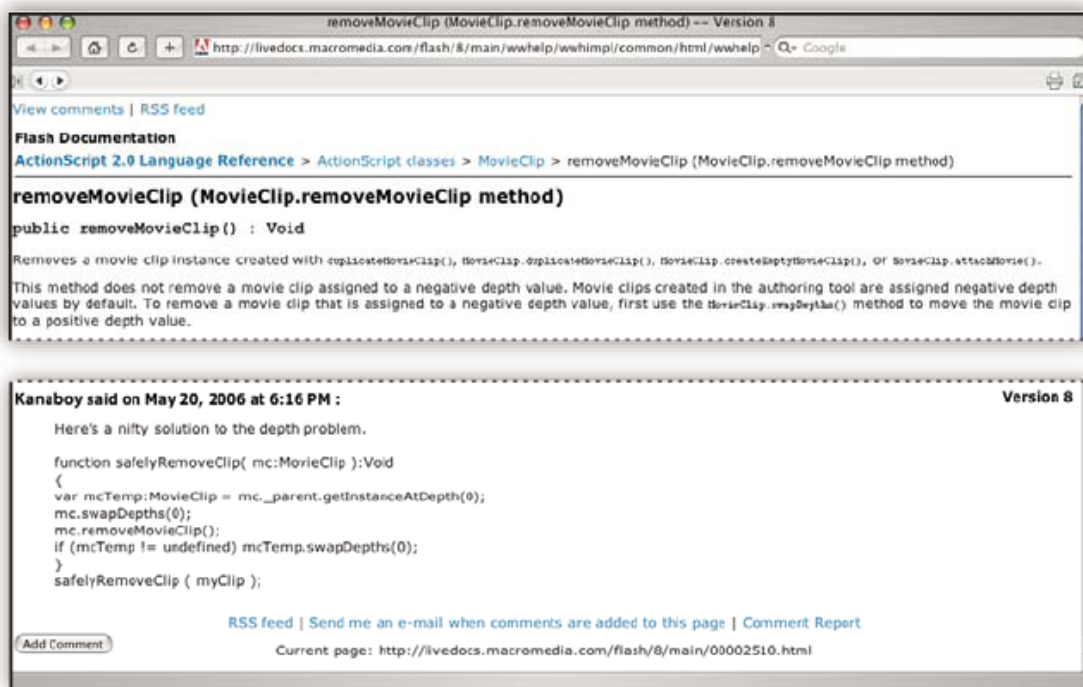 removeMovieClip (MovieClip.removeMovieClip method) -- Version 8
http://livedocs.macromedia.com/flash/8/main/wwhelp/wwhimpl/common/html/wwhelp
Google
View comments | RSS feed
Flash Documentation
ActionScript 2.0 Language Reference > ActionScript classes > MovieClip > removeMovieClip (MovieClip.removeMovieClip method)
removeMovieClip (MovieClip.removeMovieClip method)
public removeMovieClip() : Void
Removes a movie clip instance created with duplicateMovieClip(), MovieClip.duplicateMovieClip(), MovieClip.createEmptyMovieClip(), or MovieClip.attachMovie().
This method does not remove a movie clip assigned to a negative depth value. Movie clips created in the authoring tool are assigned negative depth
values by default. To remove a movie clip that is assigned to a negative depth value, first use the MovieClip.swapDepths() method to move the movie clip
to a positive depth value.
Kanaboy said on May 20, 2006 at 6:16 PM :
Version 8
Here's a nifty solution to the depth problem.
function safelyRemoveClip( mc:MovieClip ):Void
{
var mcTemp:MovieClip = mc._parent.getInstanceAtDepth(0);
mc.swapDepths(0);
mc.removeMovieClip();
if (mcTemp != undefined) mcTemp.swapDepths(0);
}
safelyRemoveClip ( myClip );
RSS feed | Send me an e-mail when comments are added to this page | Comment Report
Add Comment
Current page: http://livedocs.macromedia.com/flash/8/main/00002510.html